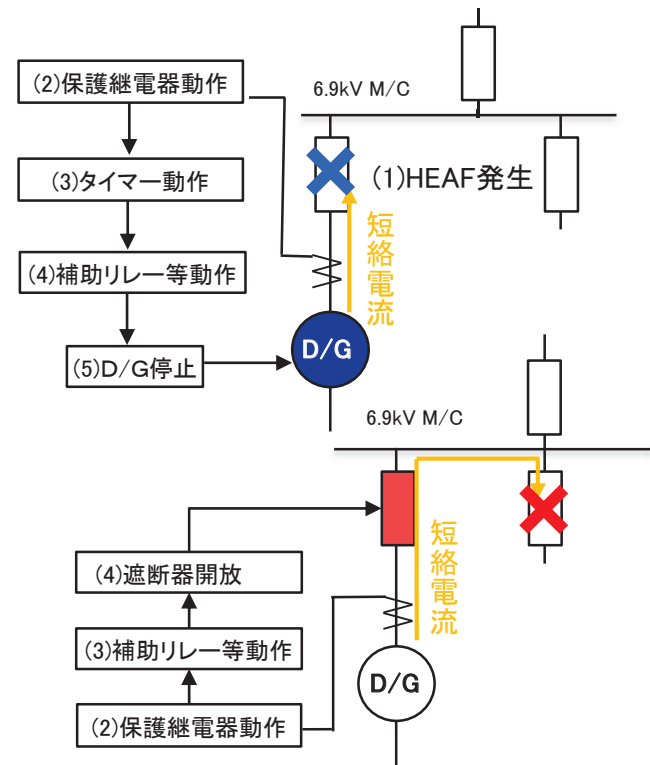 (2)保護継電器動作
6.9kV M/C
(3)タイマー動作
(1)HEAF発生
(4)補助リレー等動作
短絡電流
(5)D/G停止
D/G
6.9kV M/C
(4)遮断器開放
短絡電流
(3)補助リレー等動作
D/G
(2)保護継電器動作